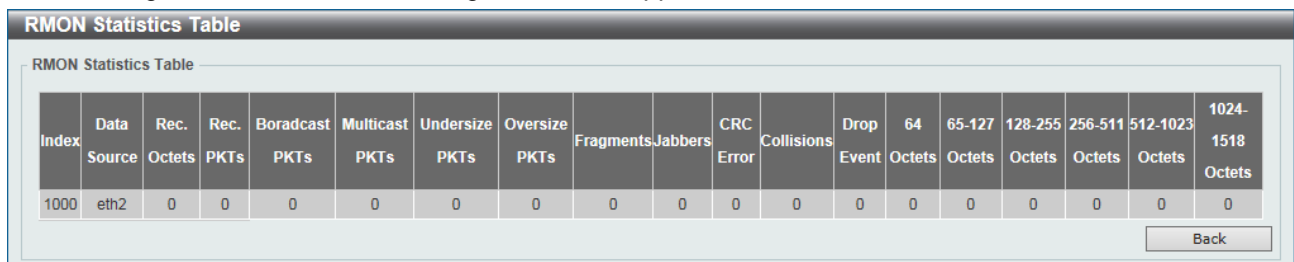 RMON Statistics Table
RMON Statistics Table
Index Data Source Rec. Octets Rec. PKTs Boradcast PKTs Multicast PKTs Undersize PKTs Oversize PKTs Fragments Jabbers CRC Error Collisions Drop Event 64 Octets 65-127 Octets 128-255 Octets 256-511 Octets 512-1023 Octets 1024-1518 Octets
1000 eth2 0 0 0 0 0 0 0 0 0 0 0 0 0 0 0 0 0
Back